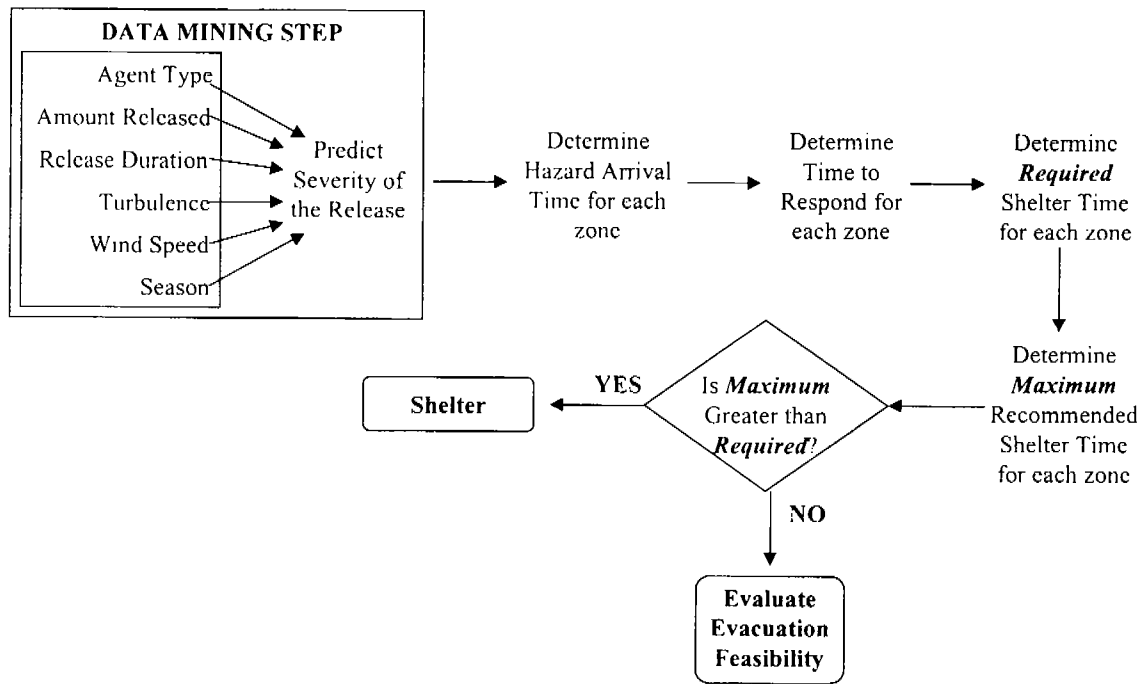 DATA MINING STEP
Agent Type
Amount Released
Release Duration
Turbulence
Wind Speed
Season
Predict
Severity of
the Release
Determine
Hazard Arrival
Time for each
zone
Determine
Time to
Respond for
each zone
Determine
Required
Shelter Time
for each zone
Determine
Maximum
Recommended
Shelter Time
for each zone
Is Maximum
Greater than
Required?
YES
Shelter
NO
Evaluate
Evacuation
Feasibility